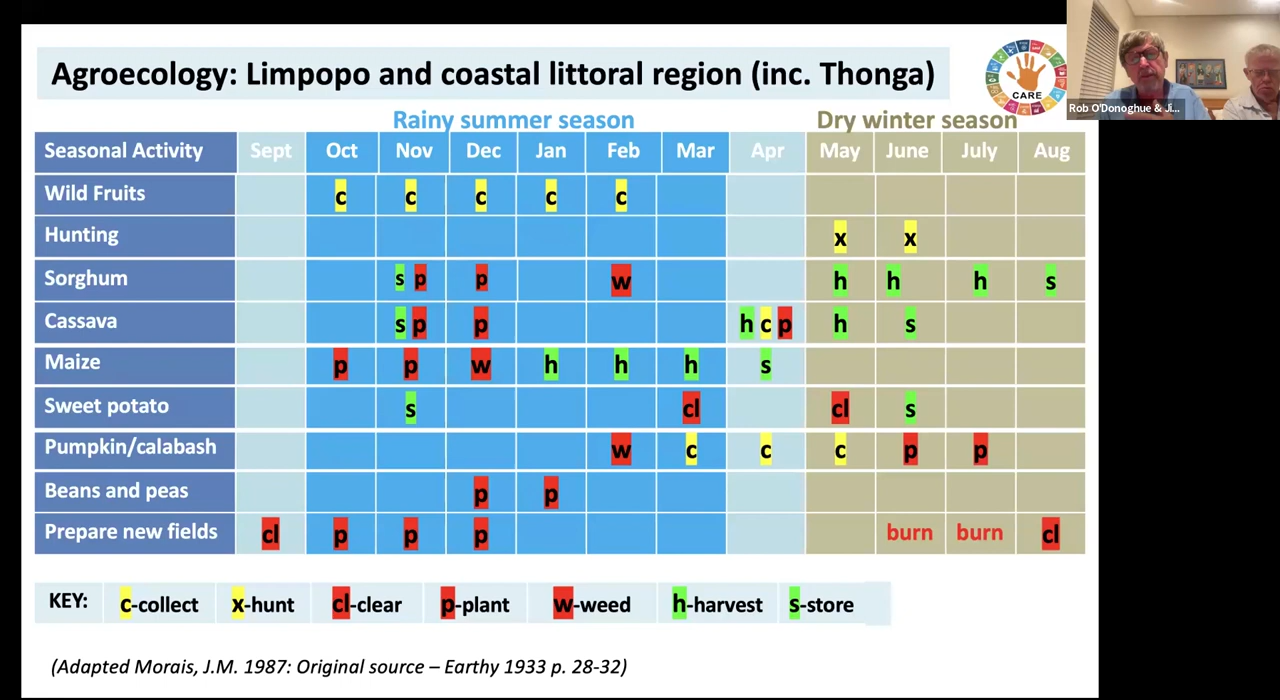 Agroecology: Limpopo and coastal littoral region (inc. Thonga)
CARE
Rob O'Donoghue & Ji...
Rainy summer season Dry winter season
Seasonal Activity Sept Oct Nov Dec Jan Feb Mar Apr May June July Aug
Wild Fruits c c c c c
Hunting x x
Sorghum s p p w h h h s
Cassava s p p h c p h s
Maize p p w h h h s
Sweet potato s cl cl s
Pumpkin/calabash w c c c p p
Beans and peas p p
Prepare new fields cl p p p burn burn cl
KEY: c-collect x-hunt cl-clear p-plant w-weed h-harvest s-store
(Adapted Morais, J.M. 1987: Original source – Earthy 1933 p. 28-32)